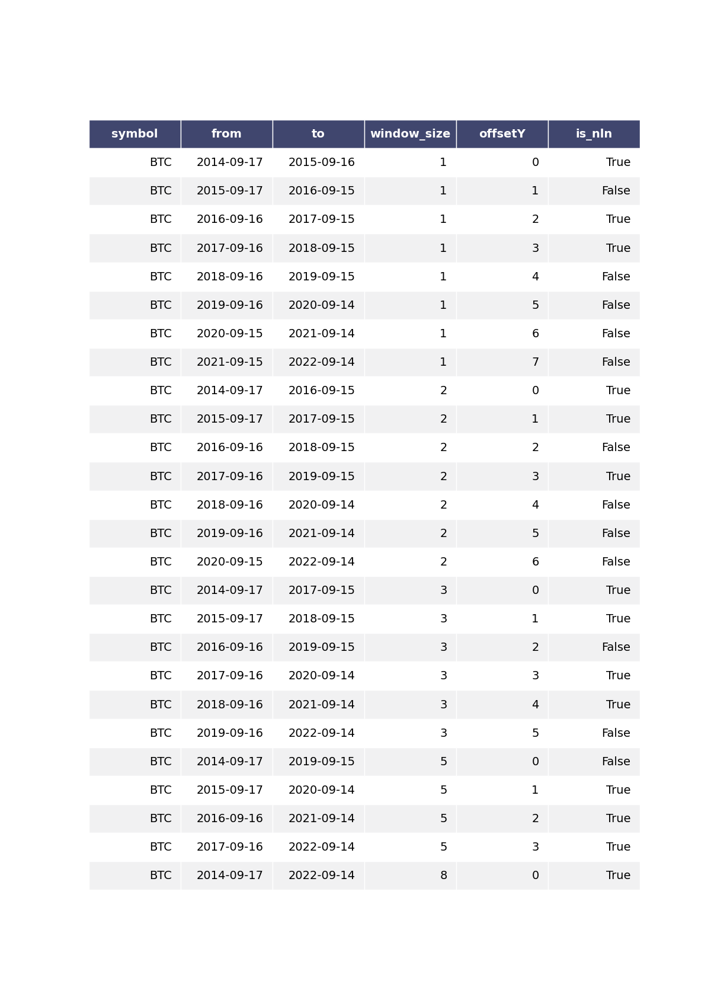 symbol from to window_size offsetY is_nln
BTC 2014-09-17 2015-09-16 1 0 True
BTC 2015-09-17 2016-09-15 1 1 False
BTC 2016-09-16 2017-09-15 1 2 True
BTC 2017-09-16 2018-09-15 1 3 True
BTC 2018-09-16 2019-09-15 1 4 False
BTC 2019-09-16 2020-09-14 1 5 False
BTC 2020-09-15 2021-09-14 1 6 False
BTC 2021-09-15 2022-09-14 1 7 False
BTC 2014-09-17 2016-09-15 2 0 True
BTC 2015-09-17 2017-09-15 2 1 True
BTC 2016-09-16 2018-09-15 2 2 False
BTC 2017-09-16 2019-09-15 2 3 True
BTC 2018-09-16 2020-09-14 2 4 False
BTC 2019-09-16 2021-09-14 2 5 False
BTC 2020-09-15 2022-09-14 2 6 False
BTC 2014-09-17 2017-09-15 3 0 True
BTC 2015-09-17 2018-09-15 3 1 True
BTC 2016-09-16 2019-09-15 3 2 False
BTC 2017-09-16 2020-09-14 3 3 True
BTC 2018-09-16 2021-09-14 3 4 True
BTC 2019-09-16 2022-09-14 3 5 False
BTC 2014-09-17 2019-09-15 5 0 False
BTC 2015-09-17 2020-09-14 5 1 True
BTC 2016-09-16 2021-09-14 5 2 True
BTC 2017-09-16 2022-09-14 5 3 True
BTC 2014-09-17 2022-09-14 8 0 True